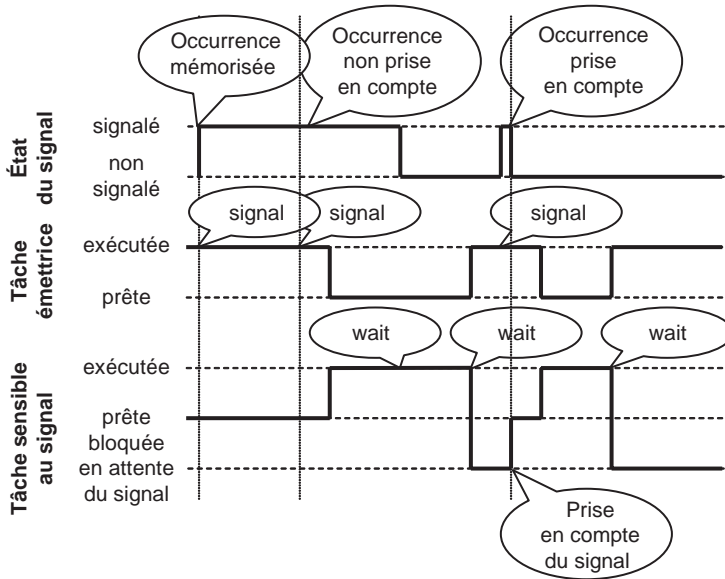 Occurrence
mémorisée
Occurrence
non prise
en compte
Occurrence
prise
en compte
État
du signal
signalé
non
signalé
signal
signal
signal
Tâche
émettrice
exécutée
prête
wait
wait
wait
Tâche sensible
au signal
exécutée
prête
bloquée
en attente
du signal
Prise
en compte
du signal